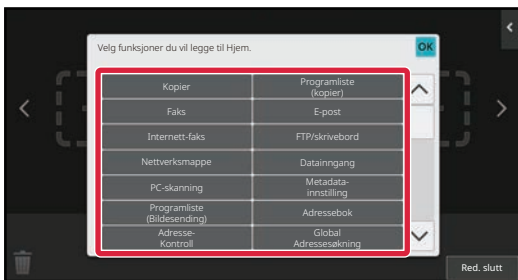 Velg funksjoner du vil legge til Hjem.
OK
Kopier
Programliste
(kopier)
Faks
E-post
Internett-faks
FTP/skrivebord
Nettverksmappe
Datainngang
PC-skanning
Metadata-
innstilling
Programliste
(Bildesending)
Adressebok
Adresse-
Kontroll
Global
Adressesøkning
Red. slutt